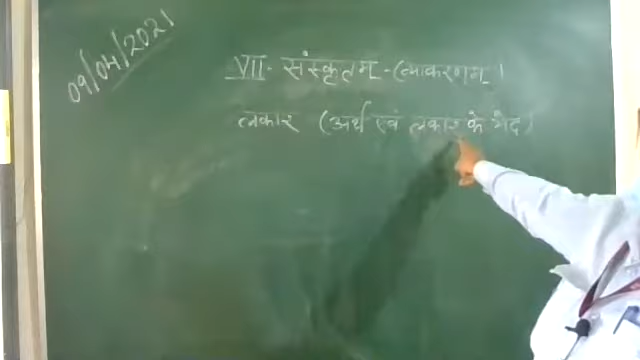 09/04/2021
VII- संस्कृतम् - व्याकरणम् ।
लकार (अर्थ एवं लकार के भेद)